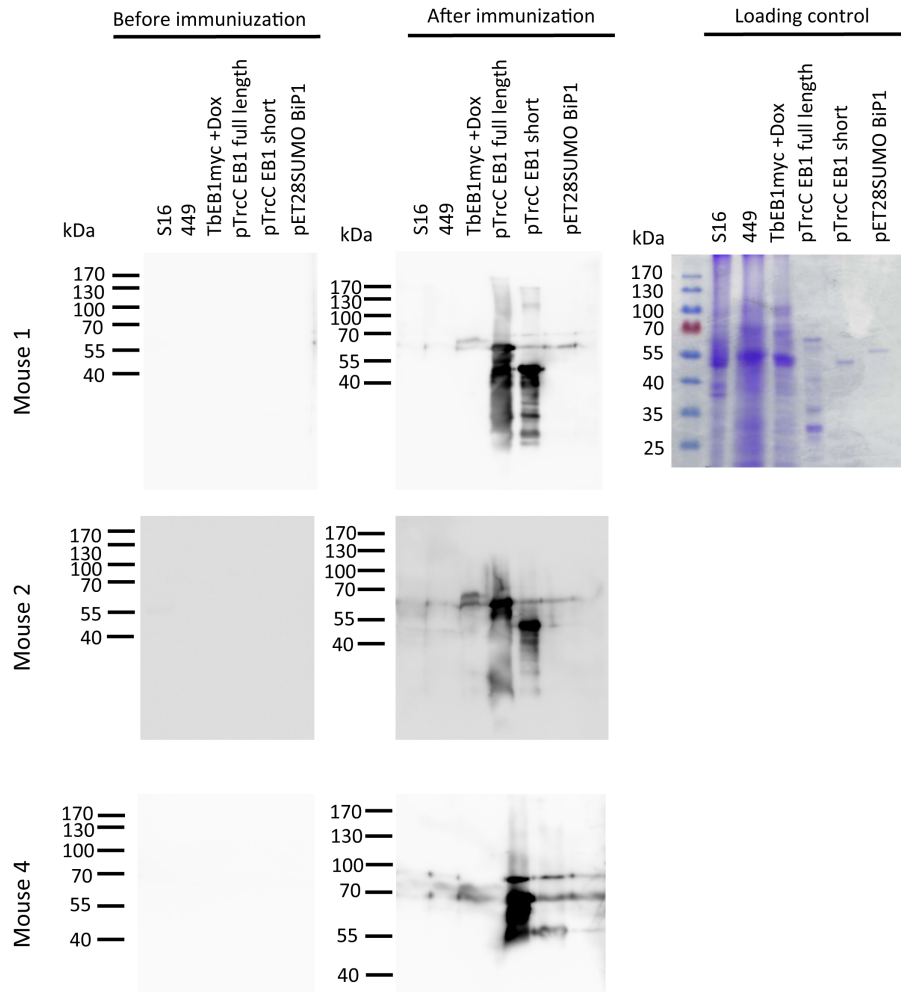 Before immuniuzation
After immunization
Loading control
S16
449
TbEB1myc +Dox
pTrcC EB1 full length
pTrcC EB1 short
pET28SUMO BiP1
S16
449
TbEB1myc +Dox
pTrcC EB1 full length
pTrcC EB1 short
pET28SUMO BiP1
S16
449
TbEB1myc +Dox
pTrcC EB1 full length
pTrcC EB1 short
pET28SUMO BiP1
kDa
kDa
kDa
Mouse 1
170
130
100
70
55
40
170
130
100
70
55
40
170
130
100
70
55
40
35
25
Mouse 2
170
130
100
70
55
40
170
130
100
70
55
40
Mouse 4
170
130
100
70
55
40
170
130
100
70
55
40